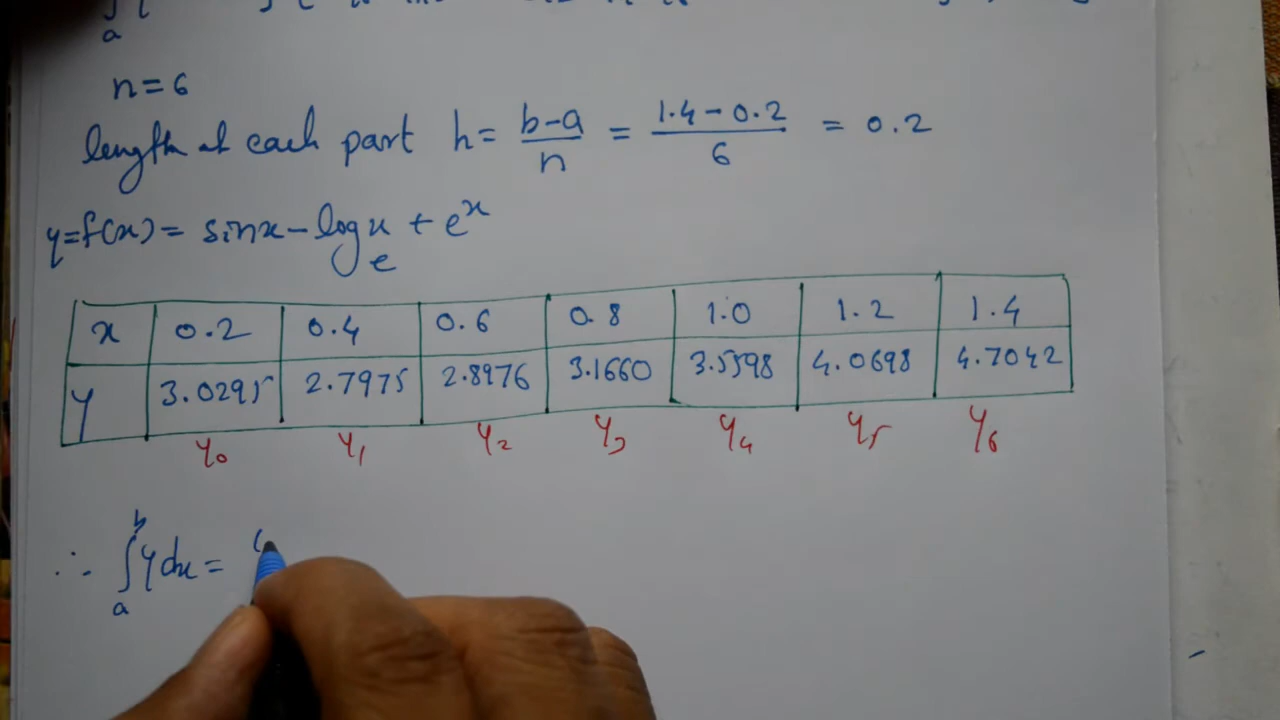 a
n = 6
length of each part h = b-a/n = 1.4 - 0.2/6 = 0.2
y = f(x) = sinx - log_e x + e^x
x 0.2 0.4 0.6 0.8 1.0 1.2 1.4
y 3.0295 2.7975 2.8976 3.1660 3.5598 4.0698 4.7042
y₀ y₁ y₂ y₃ y₄ y₅ y₆
∴ ∫_a^b y dx =